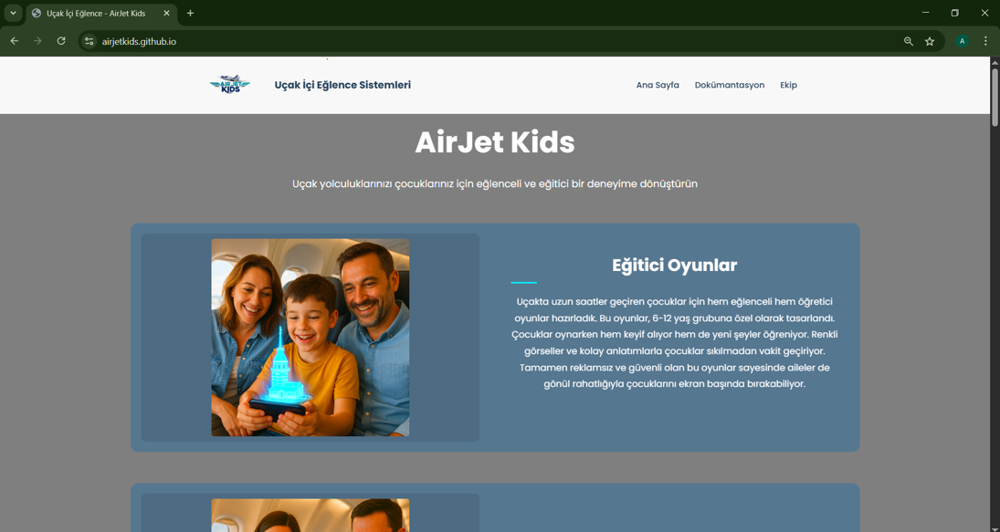 Uçak İçi Eğlence - AirJet Kids
airjetkids.github.io
A
AIRJET
KIDS
Uçak İçi Eğlence Sistemleri
Ana Sayfa
Dokümantasyon
Ekip
AirJet Kids
Uçak yolculuklarınızı çocuklarınız için eğlenceli ve eğitici bir deneyime dönüştürün
Eğitici Oyunlar
Uçakta uzun saatler geçiren çocuklar için hem eğlenceli hem öğretici
oyunlar hazırladık. Bu oyunlar, 6-12 yaş grubuna özel olarak tasarlandı.
Çocuklar oynarken hem keyif alıyor hem de yeni şeyler öğreniyor. Renkli
görseller ve kolay anlatımlarla çocuklar sıkılmadan vakit geçiriyor.
Tamamen reklamsız ve güvenli olan bu oyunlar sayesinde aileler de
gönül rahatlığıyla çocuklarını ekran başında bırakabiliyor.